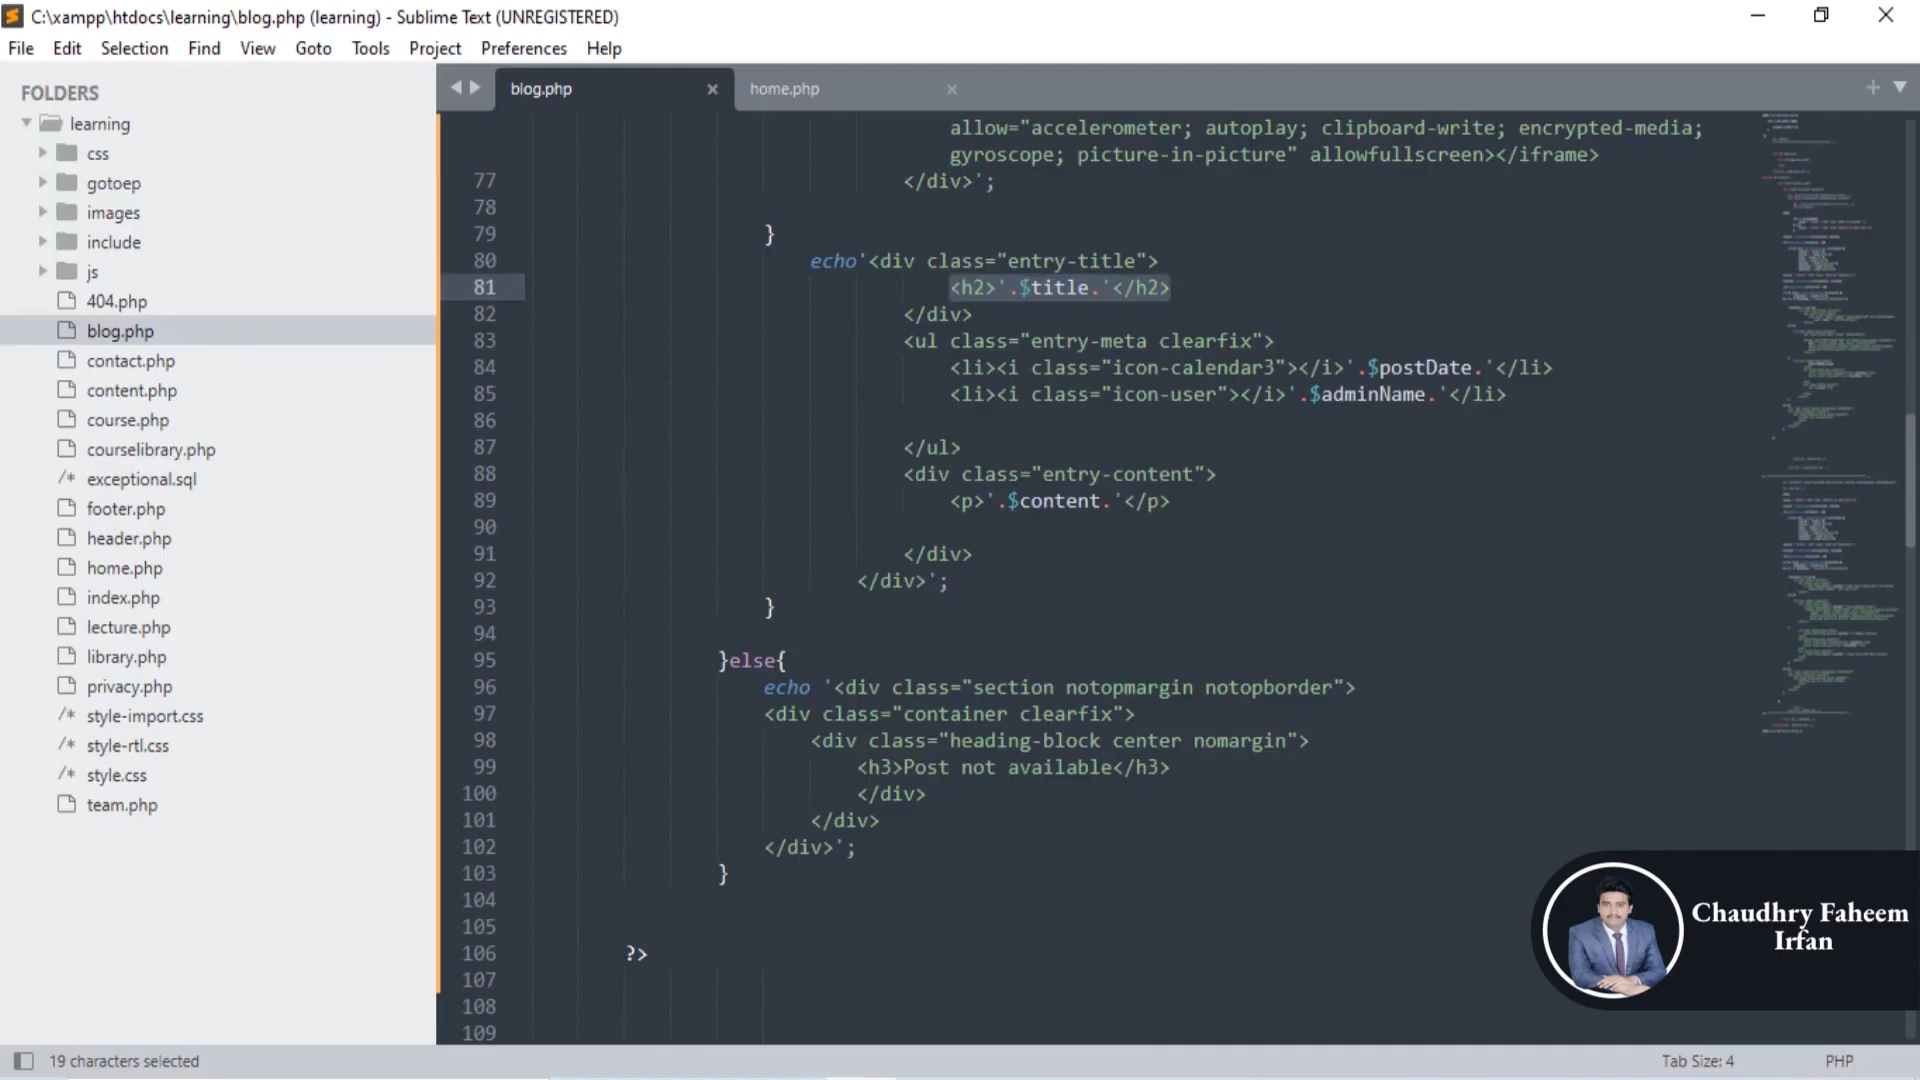 C:\xampp\htdocs\learning\blog.php (learning) - Sublime Text (UNREGISTERED)
File Edit Selection Find View Goto Tools Project Preferences Help
FOLDERS
learning
css
gotoep
images
include
js
404.php
blog.php
contact.php
content.php
course.php
courselibrary.php
/* exceptional.sql
footer.php
header.php
home.php
index.php
lecture.php
library.php
privacy.php
/* style-import.css
/* style-rtl.css
/* style.css
team.php
blog.php × home.php ×
allow="accelerometer; autoplay; clipboard-write; encrypted-media;
gyroscope; picture-in-picture" allowfullscreen></iframe>
77 </div>';
78
79 }
80 echo'<div class="entry-title">
81 <h2>'.$title.'</h2>
82 </div>
83 <ul class="entry-meta clearfix">
84 <li><i class="icon-calendar3"></i>'.$postDate.'</li>
85 <li><i class="icon-user"></i>'.$adminName.'</li>
86
87 </ul>
88 <div class="entry-content">
89 <p>'.$content.'</p>
90
91 </div>
92 </div>';
93 }
94
95 }else{
96 echo '<div class="section notopmargin notopborder">
97 <div class="container clearfix">
98 <div class="heading-block center nomargin">
99 <h3>Post not available</h3>
100 </div>
101 </div>
102 </div>';
103 }
104
105
106 ?>
107
108
109
Chaudhry Faheem
Irfan
19 characters selected
Tab Size: 4 PHP